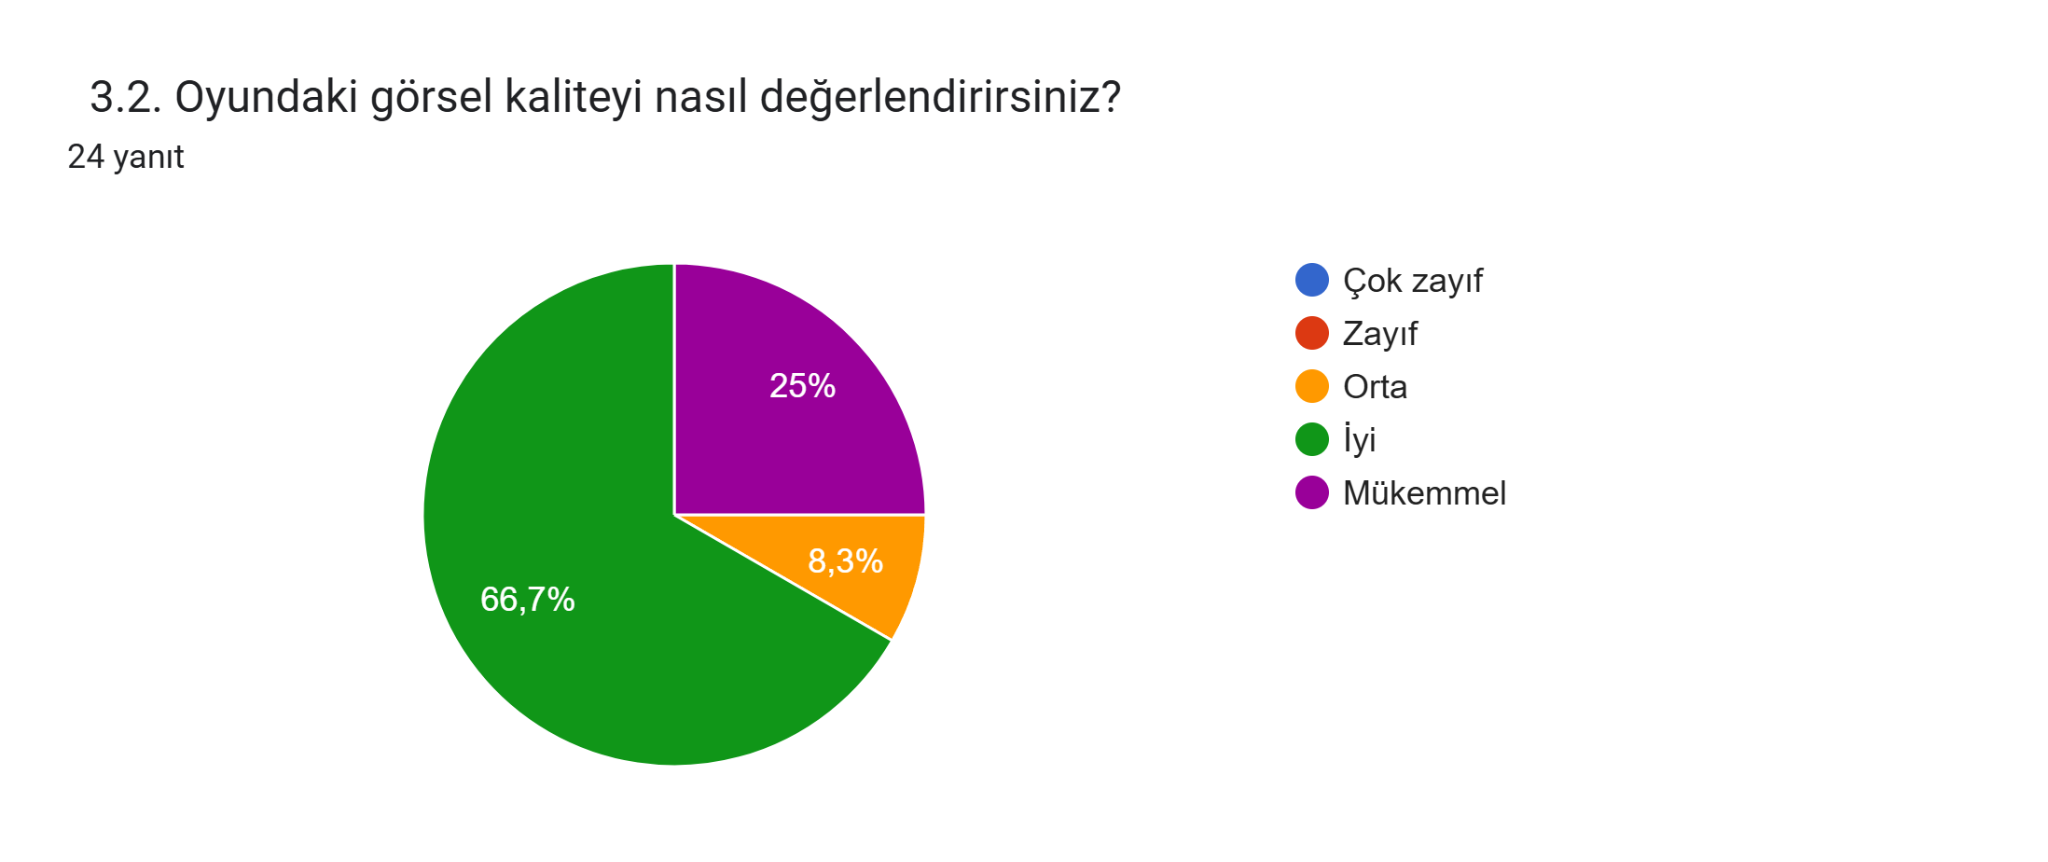 3.2. Oyundaki görsel kaliteyi nasıl değerlendirirsiniz?
24 yanıt
25%
8,3%
66,7%
Çok zayıf
Zayıf
Orta
İyi
Mükemmel